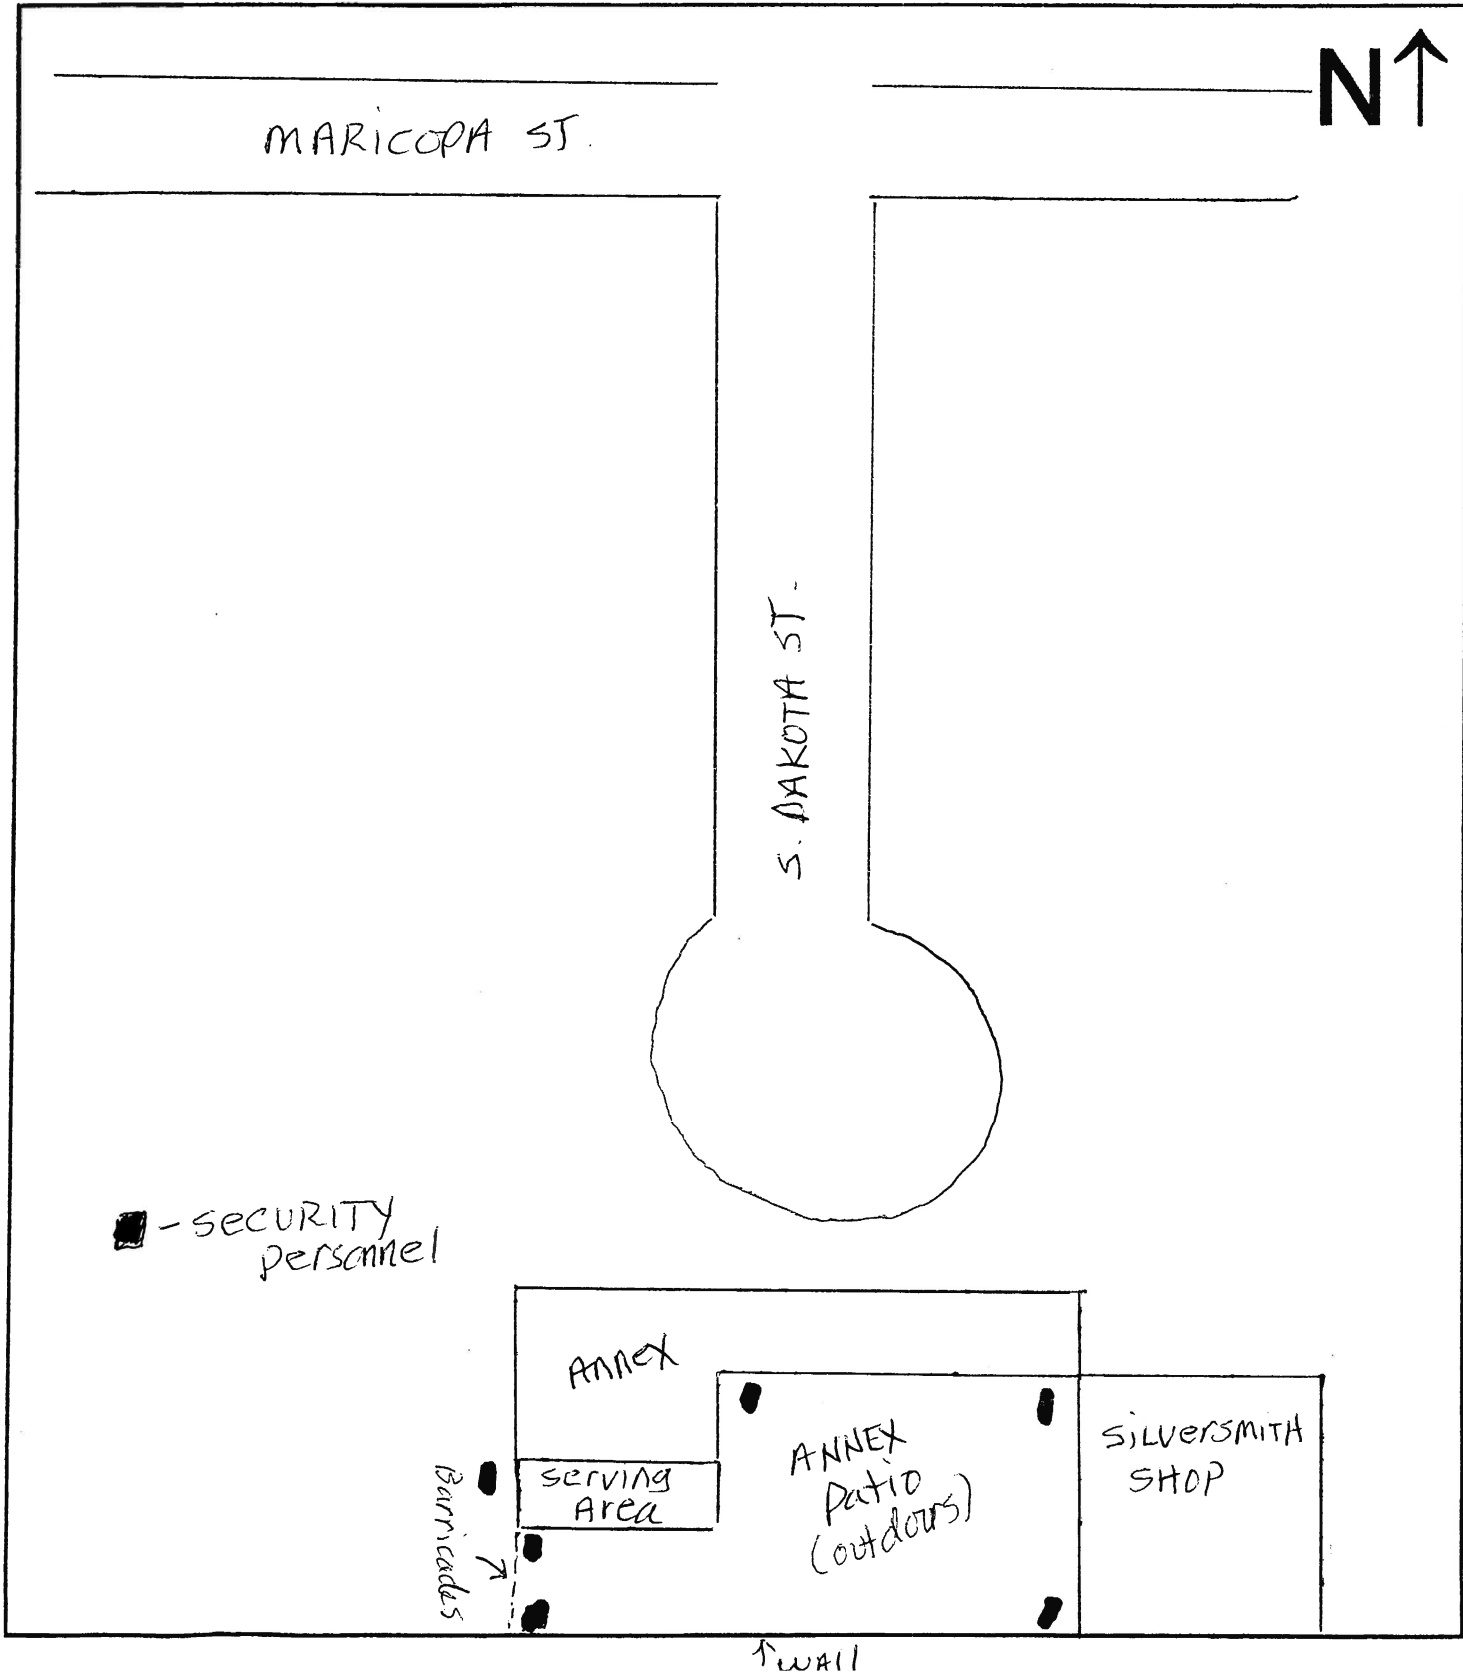 N
MARICOPA ST.
S. DAKOTA ST.
- SECURITY
personnel
ANNEX
ANNEX
Patio
(outdoors)
SILVERSMITH
SHOP
serving
Area
Barricades
WALL